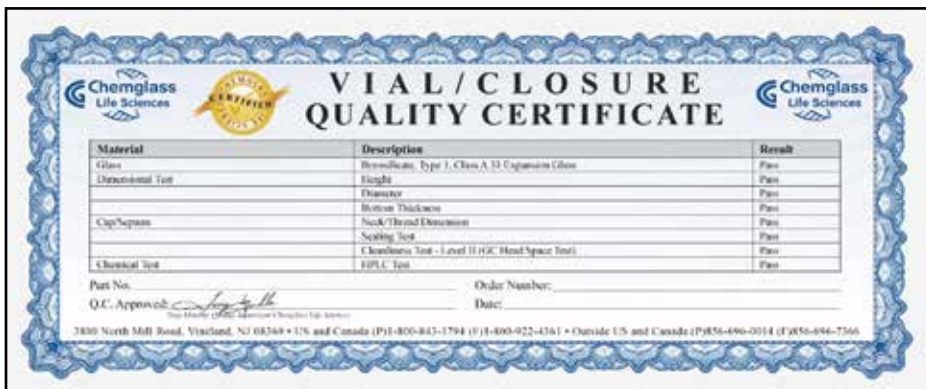 Chemglass
Life Sciences
CERTIFIED
VIAL/CLOSURE
QUALITY CERTIFICATE
Chemglass
Life Sciences
Material Description Result
Glass Borosilicate, Type 1, Class A 33 Expansion Glass Pass
Dimensional Test Height Pass
Diameter Pass
Bottom Thickness Pass
Cap/Septum Neck/Thread Dimension Pass
Sealing Test Pass
Cleanliness Test - Level II (GC Head Space Test) Pass
Chemical Test HPLC Test Pass
Part No. Order Number:
Q.C. Approved: Date:
3800 North Mill Road, Vineland, NJ 08360 • US and Canada (P)1-800-843-1794 (F)1-800-922-4361 • Outside US and Canada (P)856-696-0014 (F)856-696-7366